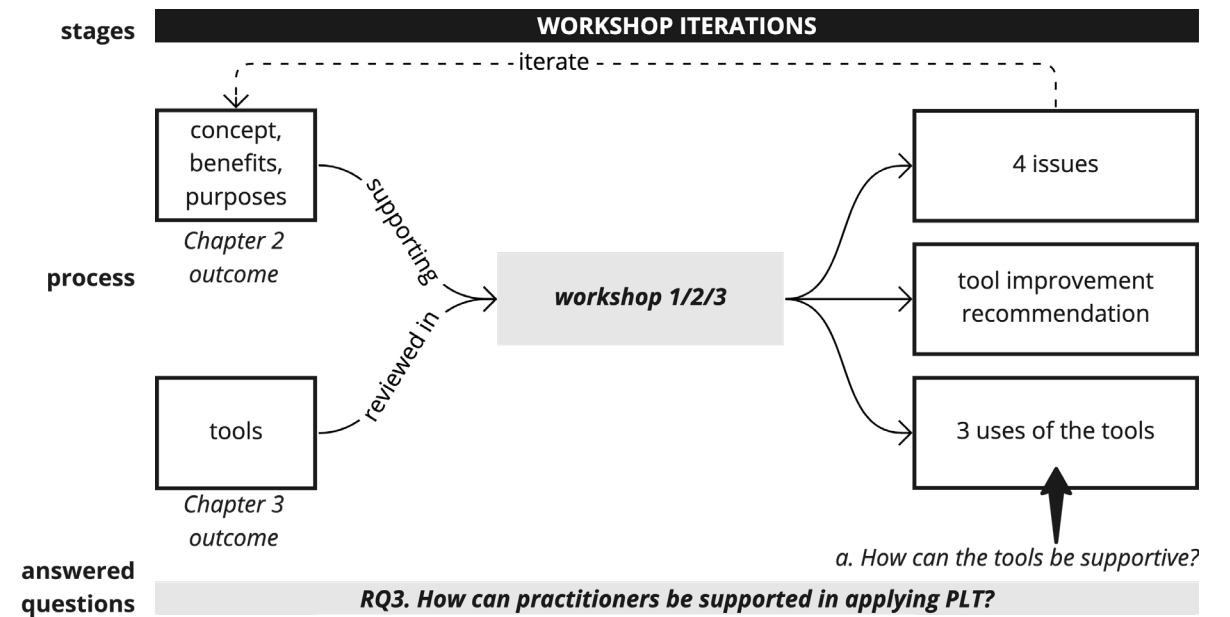 stages
WORKSHOP ITERATIONS
iterate
concept,
benefits,
purposes
Chapter 2
outcome
supporting
4 issues
process
workshop 1/2/3
tool improvement
recommendation
reviewed in
tools
Chapter 3
outcome
3 uses of the tools
a. How can the tools be supportive?
answered
questions
RQ3. How can practitioners be supported in applying PLT?